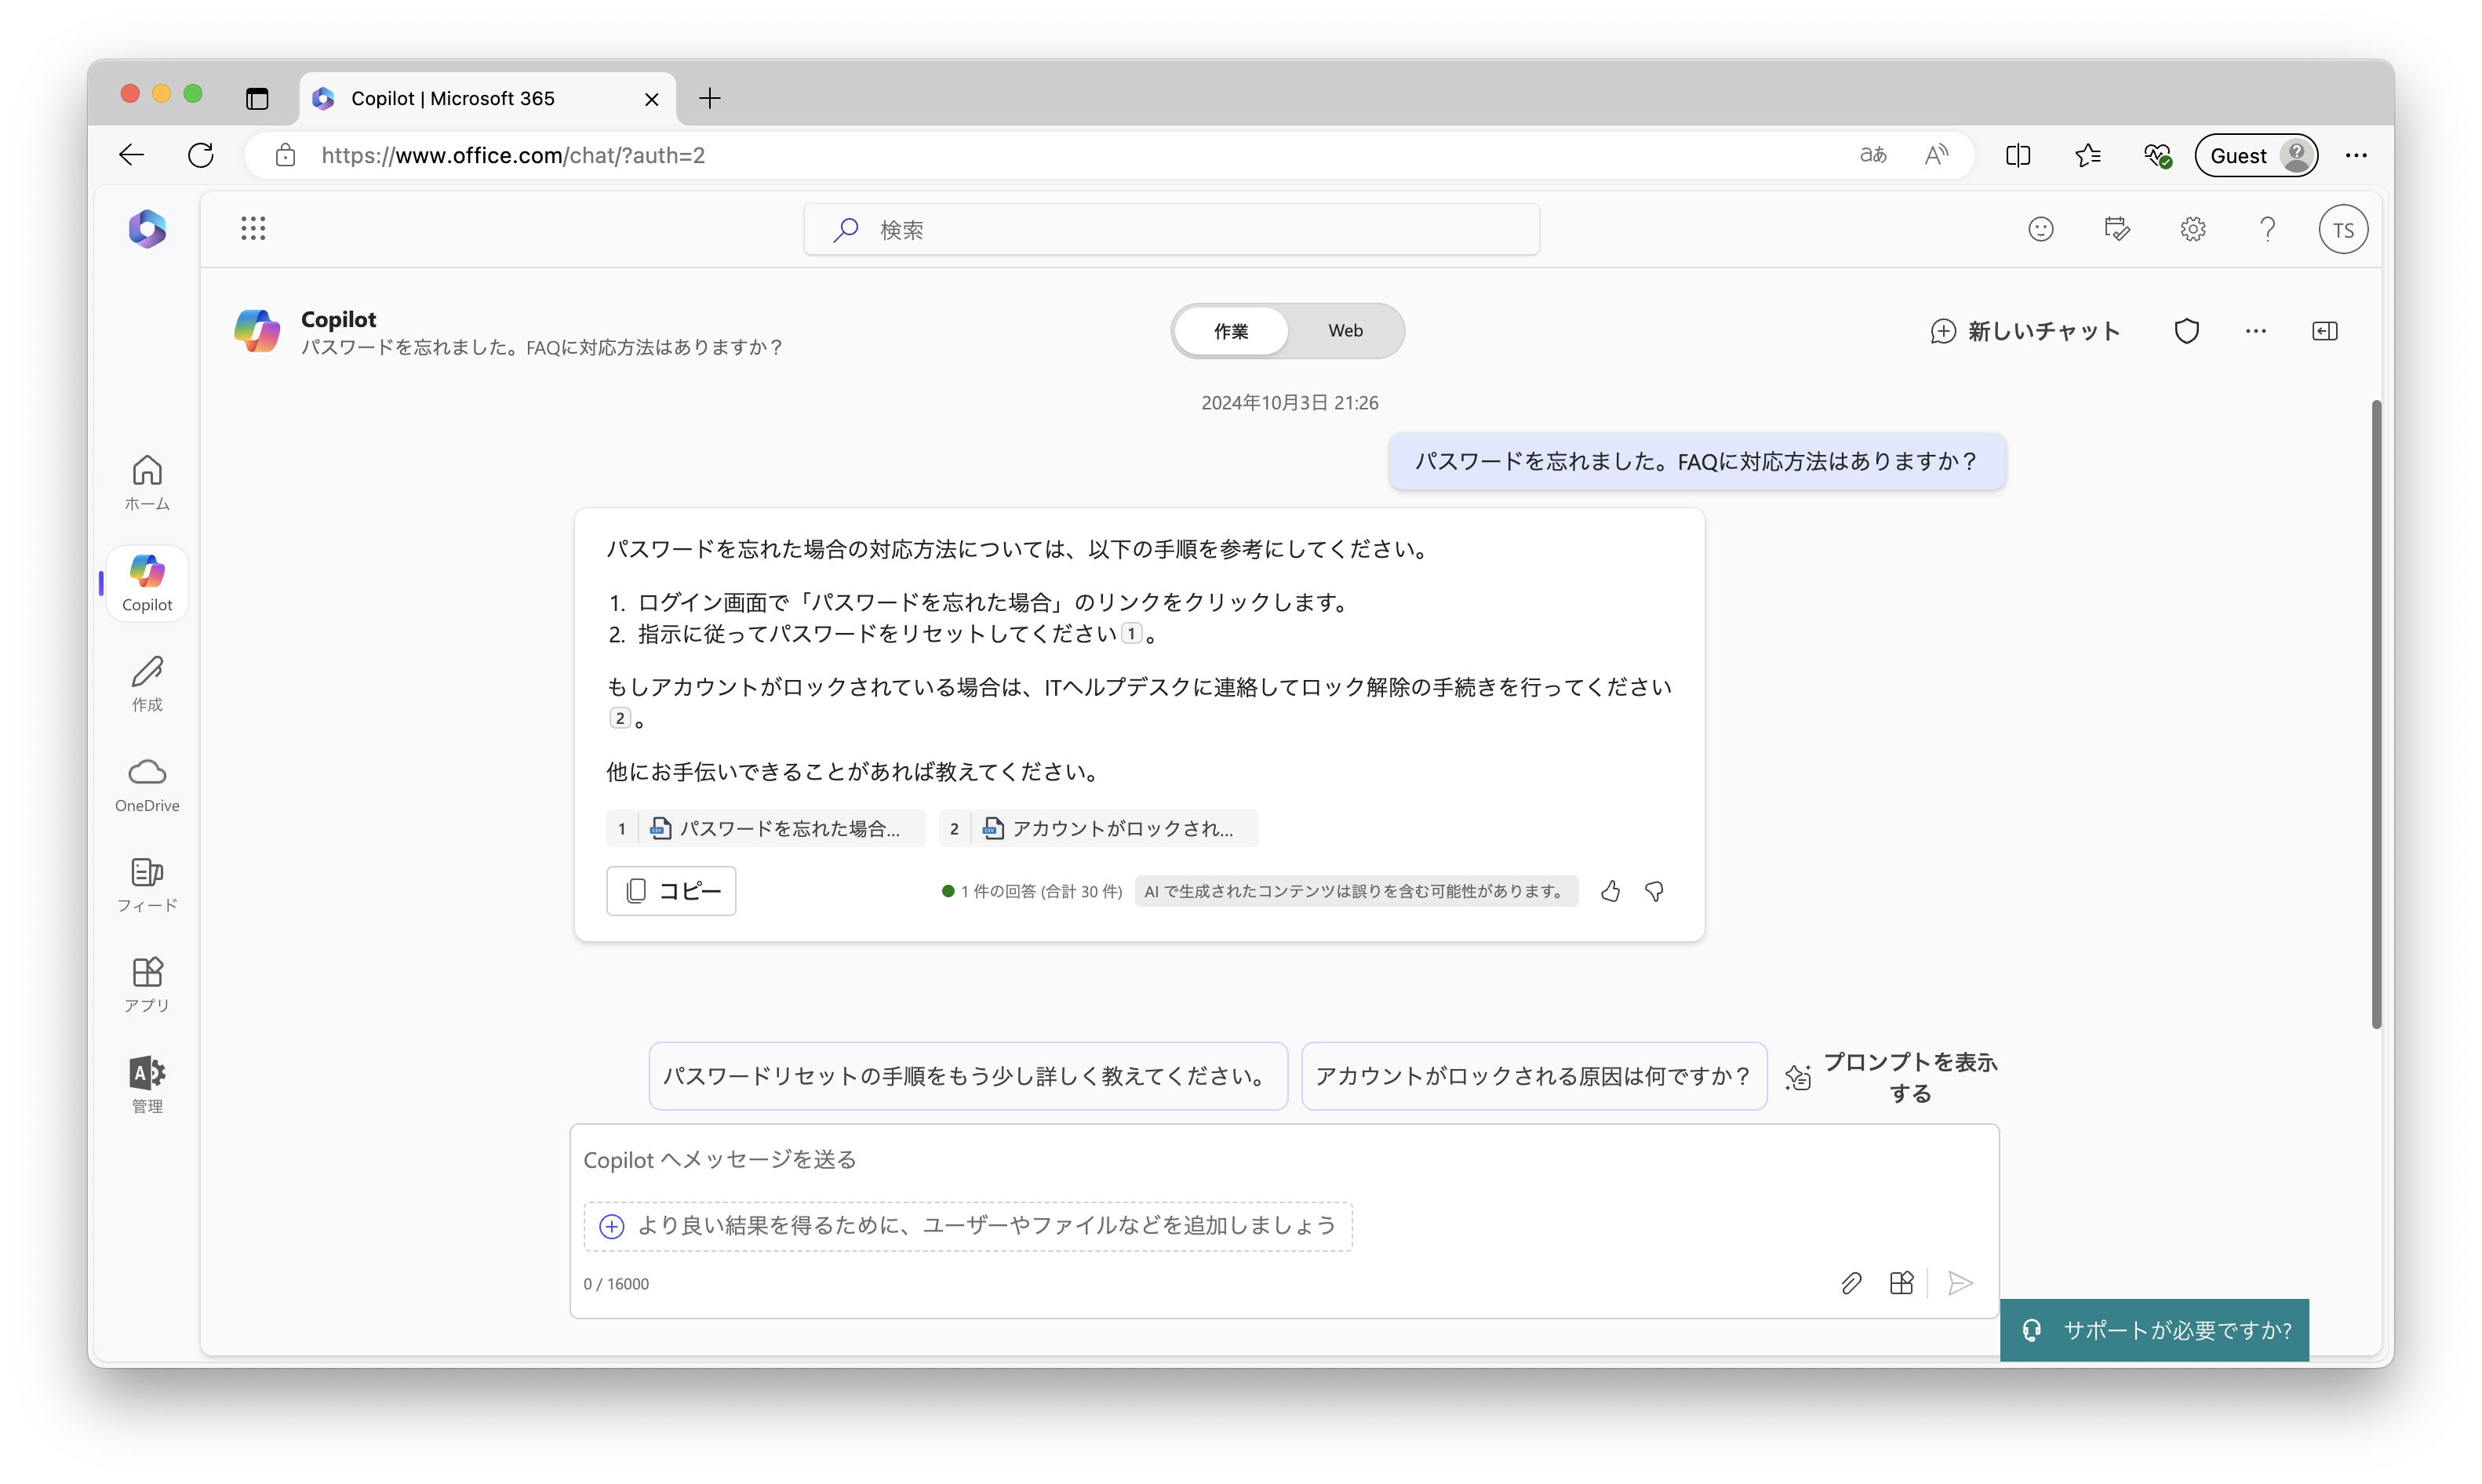 Copilot | Microsoft 365
https://www.office.com/chat/?auth=2
aあ
A
Guest
検索
TS
Copilot
パスワードを忘れました。FAQに対応方法はありますか？
作業
Web
新しいチャット
2024年10月3日 21:26
パスワードを忘れました。FAQに対応方法はありますか？
ホーム
Copilot
作成
OneDrive
フィード
アプリ
管理
パスワードを忘れた場合の対応方法については、以下の手順を参考にしてください。
1. ログイン画面で「パスワードを忘れた場合」のリンクをクリックします。
2. 指示に従ってパスワードをリセットしてください 1 。
もしアカウントがロックされている場合は、ITヘルプデスクに連絡してロック解除の手続きを行ってください
2 。
他にお手伝いできることがあれば教えてください。
1 パスワードを忘れた場合...
2 アカウントがロックされ...
コピー
1 件の回答 (合計 30 件)
AI で生成されたコンテンツは誤りを含む可能性があります。
パスワードリセットの手順をもう少し詳しく教えてください。
アカウントがロックされる原因は何ですか？
プロンプトを表示
する
Copilot へメッセージを送る
より良い結果を得るために、ユーザーやファイルなどを追加しましょう
0 / 16000
サポートが必要ですか?